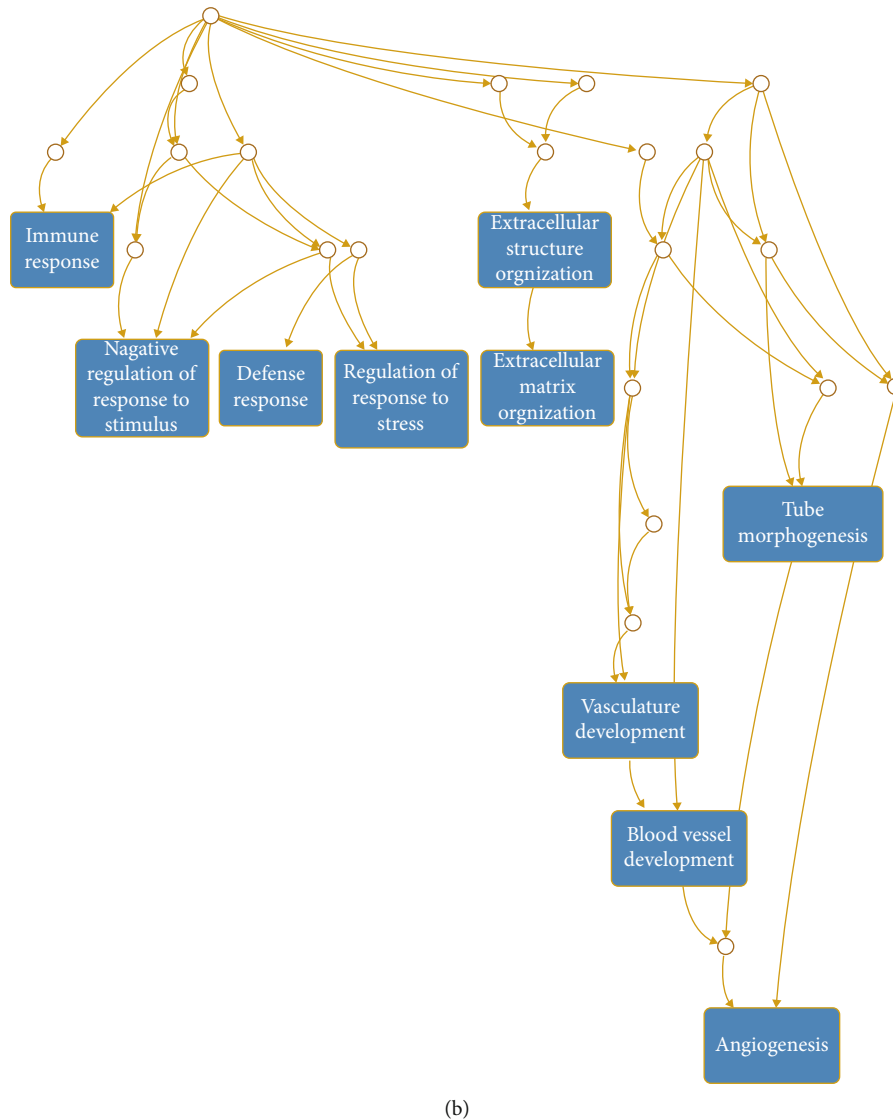 Immune
response
Extracellular
structure
orgnization
Nagative
regulation of
response to
stimulus
Defense
response
Regulation of
response to
stress
Extracellular
matrix
orgnization
Tube
morphogenesis
Vasculature
development
Blood vessel
development
Angiogenesis
(b)